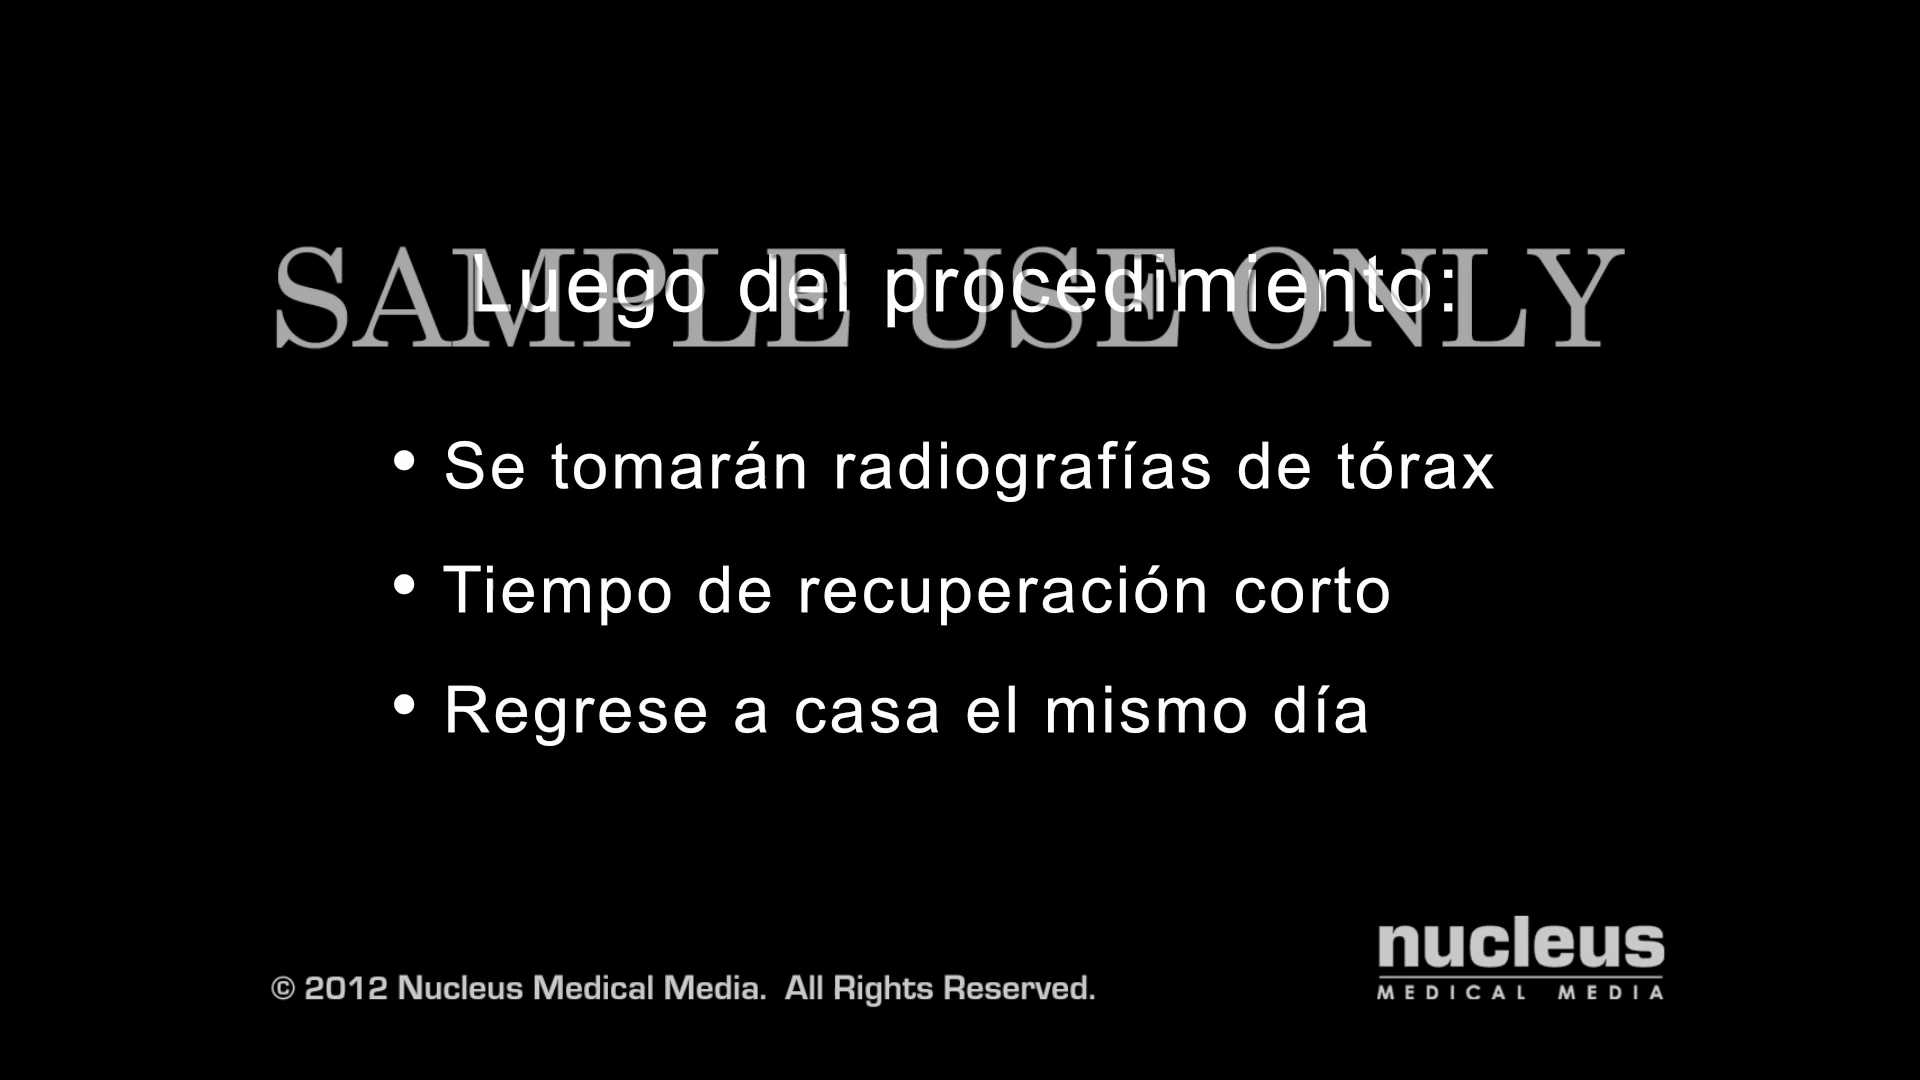 SAMPLE USE ONLY
Luego del procedimiento:
• Se tomarán radiografías de tórax
• Tiempo de recuperación corto
• Regrese a casa el mismo día
nucleus
MEDICAL MEDIA
© 2012 Nucleus Medical Media. All Rights Reserved.